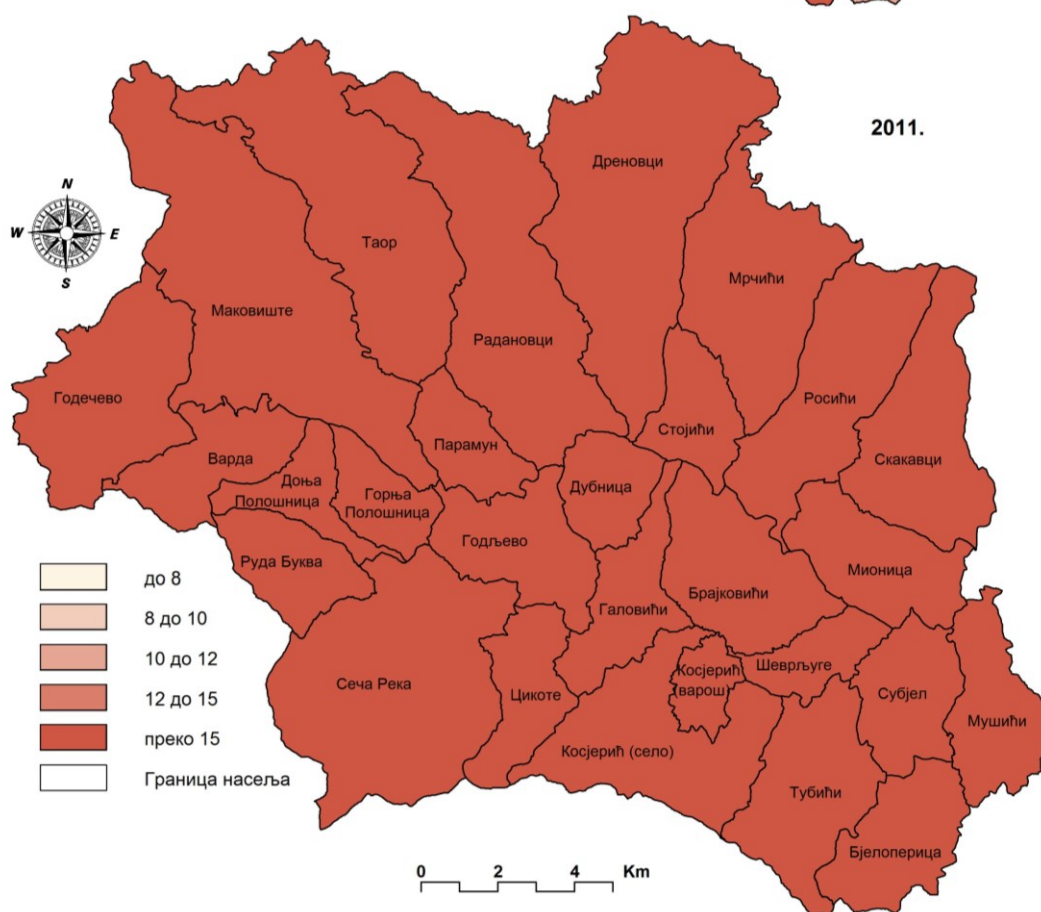 2011.
N
W
E
S
Дреновци
Таор
Мрчићи
Маковиште
Радановци
Годечево
Росићи
Стојићи
Парамун
Скакавци
Варда
Доња
Полошница
Горња
Полошница
Дубница
Годљево
Руда Буква
Мионица
Брајковићи
Галовићи
Шеврљуге
Косјерић
(варош)
Сеча Река
Цикоте
Субјел
Мушићи
Косјерић (село)
Тубићи
Бјелоперица
до 8
8 до 10
10 до 12
12 до 15
преко 15
Граница насеља
0 2 4 Km